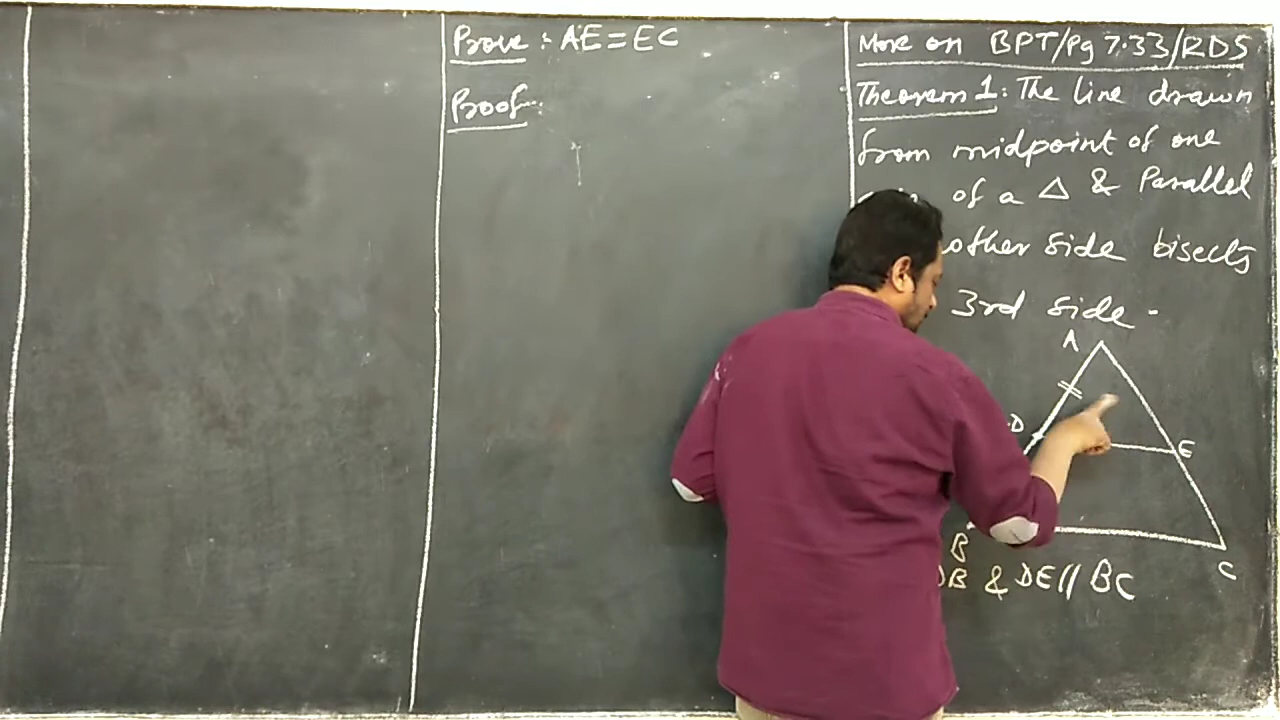 Prove :- AE = EC
Proof:-
More on BPT/Pg 7.33/RDS
Theorem 1: The line drawn
from midpoint of one
of a △ & Parallel
other side bisects
3rd side.
A
D
E
B
C
DB & DE // BC